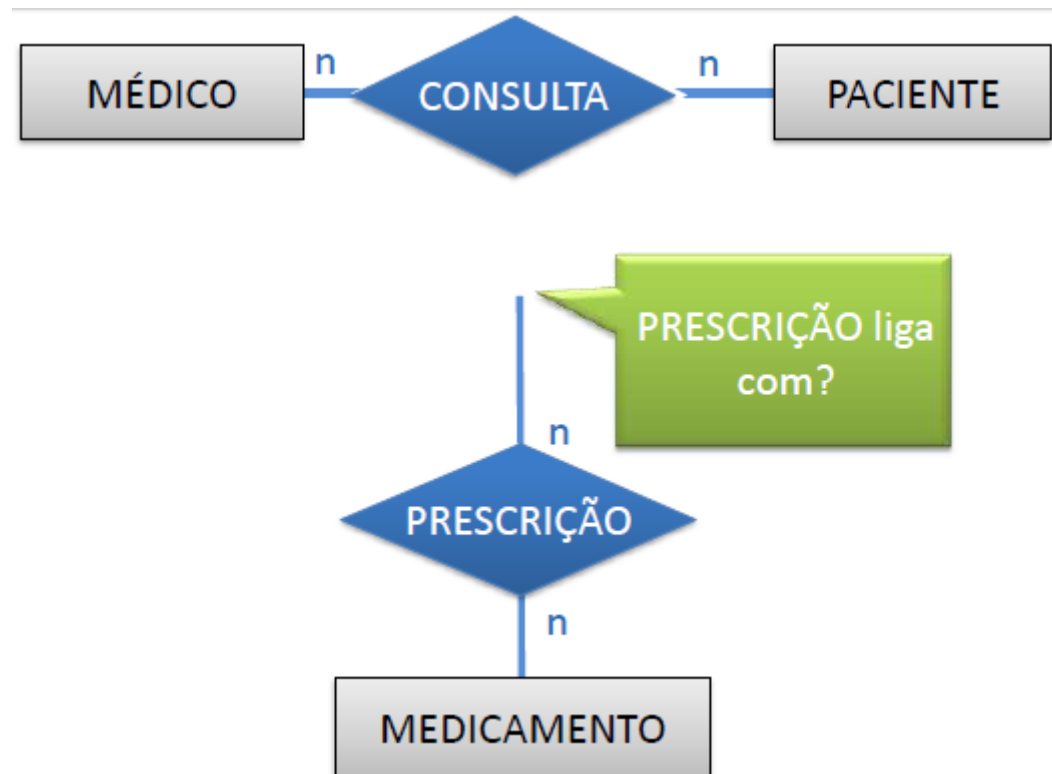 MÉDICO
n
CONSULTA
n
PACIENTE
PRESCRIÇÃO liga
com?
n
PRESCRIÇÃO
n
MEDICAMENTO